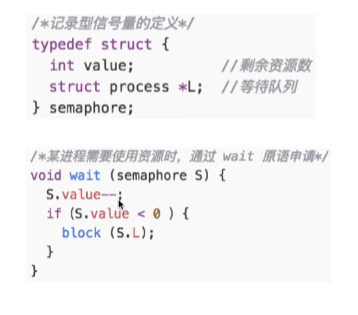 /*记录型信号量的定义*/
typedef struct {
int value; //剩余资源数
struct process *L; //等待队列
} semaphore;
/*某进程需要使用资源时，通过 wait 原语申请*/
void wait (semaphore S) {
S.value--;
if (S.value < 0 ) {
block (S.L);
}
}